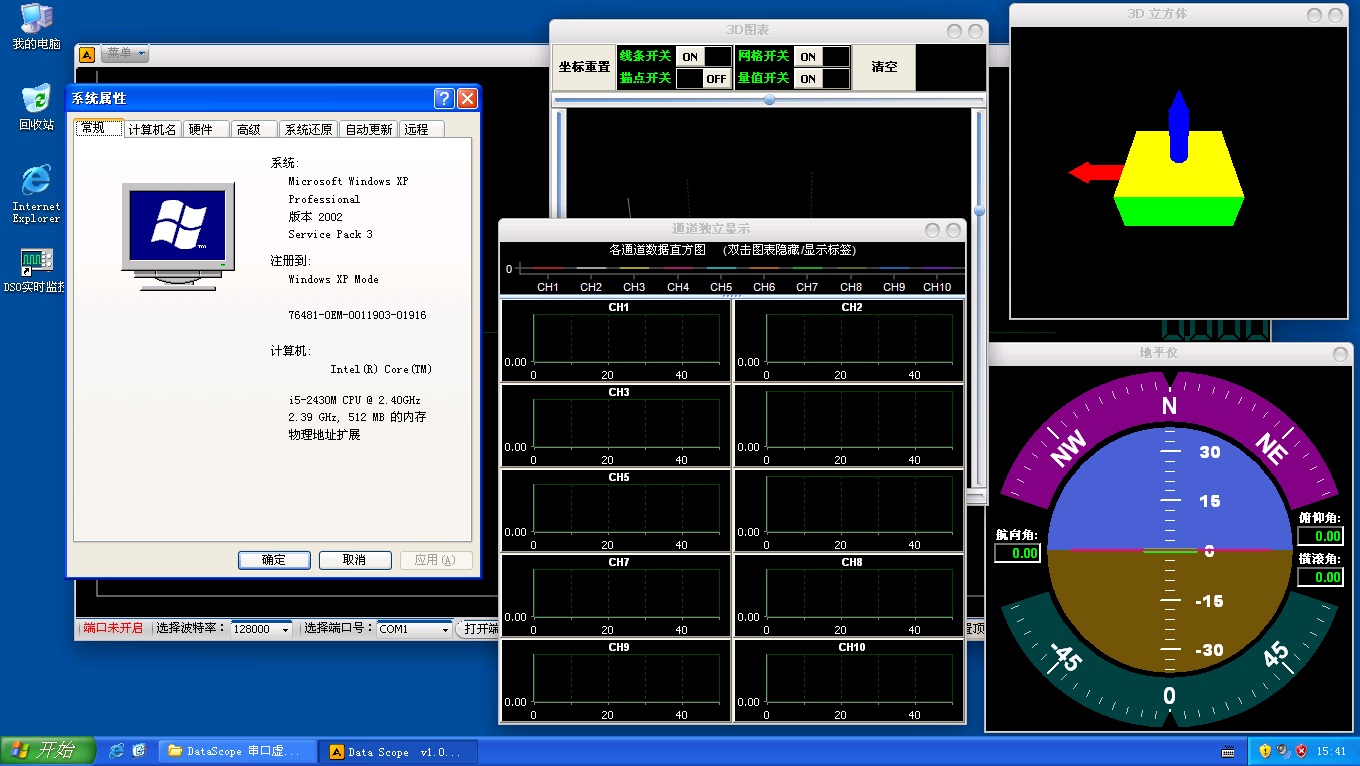 我的电脑
回收站
Internet
Explorer
DSO实时监控
菜单
系统属性
常规
计算机名
硬件
高级
系统还原
自动更新
远程
系统:
Microsoft Windows XP
Professional
版本 2002
Service Pack 3
注册到:
Windows XP Mode
76481-OEM-0011903-01916
计算机:
Intel(R) Core(TM)
i5-2430M CPU @ 2.40GHz
2.39 GHz, 512 MB 的内存
物理地址扩展
确定
取消
应用(A)
端口未开启
选择波特率：
128000
选择端口号：
COM1
打开端
置顶
3D图表
坐标重置
线条开关
ON
网格开关
ON
清空
描点开关
OFF
量值开关
ON
通道独立显示
各通道数据直方图 (双击图表隐藏/显示标签)
0
CH1 CH2 CH3 CH4 CH5 CH6 CH7 CH8 CH9 CH10
CH1
0.00
0 20 40
CH2
0.00
0 20 40
CH3
0.00
0 20 40
0.00
0 20 40
CH5
0.00
0 20 40
0.00
0 20 40
CH7
0.00
0 20 40
CH8
0.00
0 20 40
CH9
0.00
0 20 40
CH10
0.00
0 20 40
3D 立方体
地平仪
N
NW
NE
30
15
0
-15
-30
航向角:
0.00
俯仰角:
0.00
横滚角:
0.00
-45
0
45
开始
DataScope 串口虚...
Data Scope v1.0...
15:41